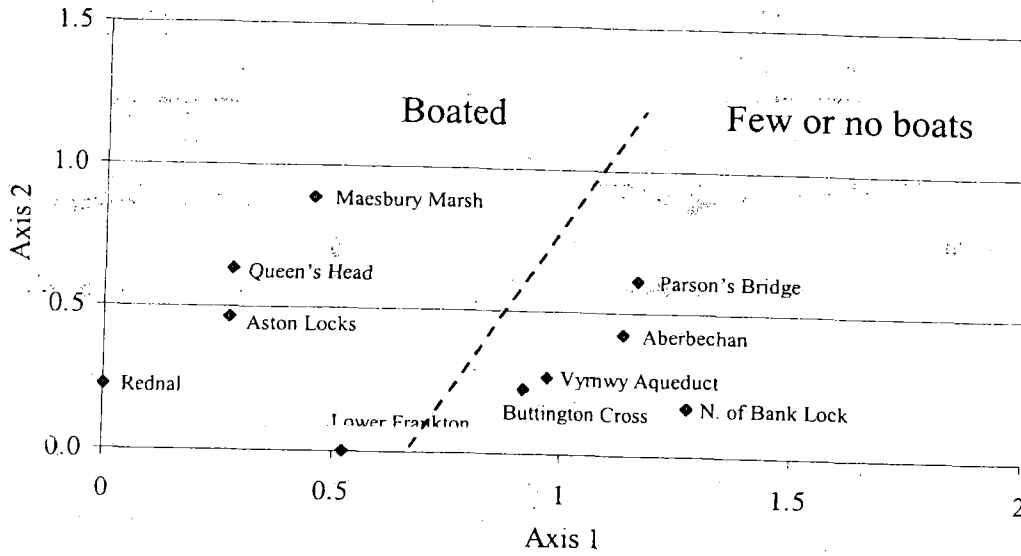 1.5
Boated
Few or no boats
1.0
Maesbury Marsh
Axis 2
Queen's Head
Parson's Bridge
0.5
Aston Locks
Aberbechan
Rednal
Vyrnwy Aqueduct
Lower Frankton
Buttington Cross
N. of Bank Lock
0.0
0
0.5
1
1.5
2
Axis 1